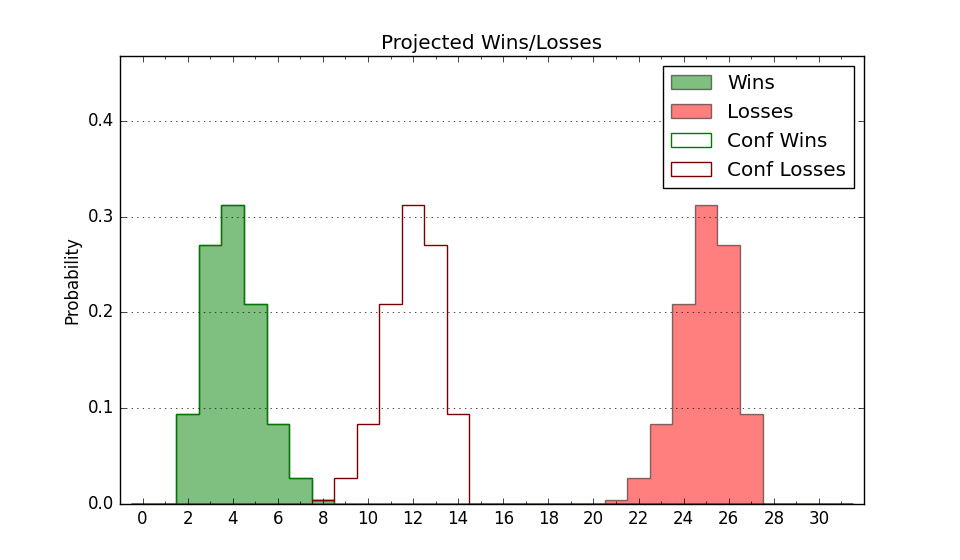 Projected Wins/Losses
Wins
Losses
Conf Wins
Conf Losses
Probability
0.4
0.3
0.2
0.1
0.0
0 2 4 6 8 10 12 14 16 18 20 22 24 26 28 30